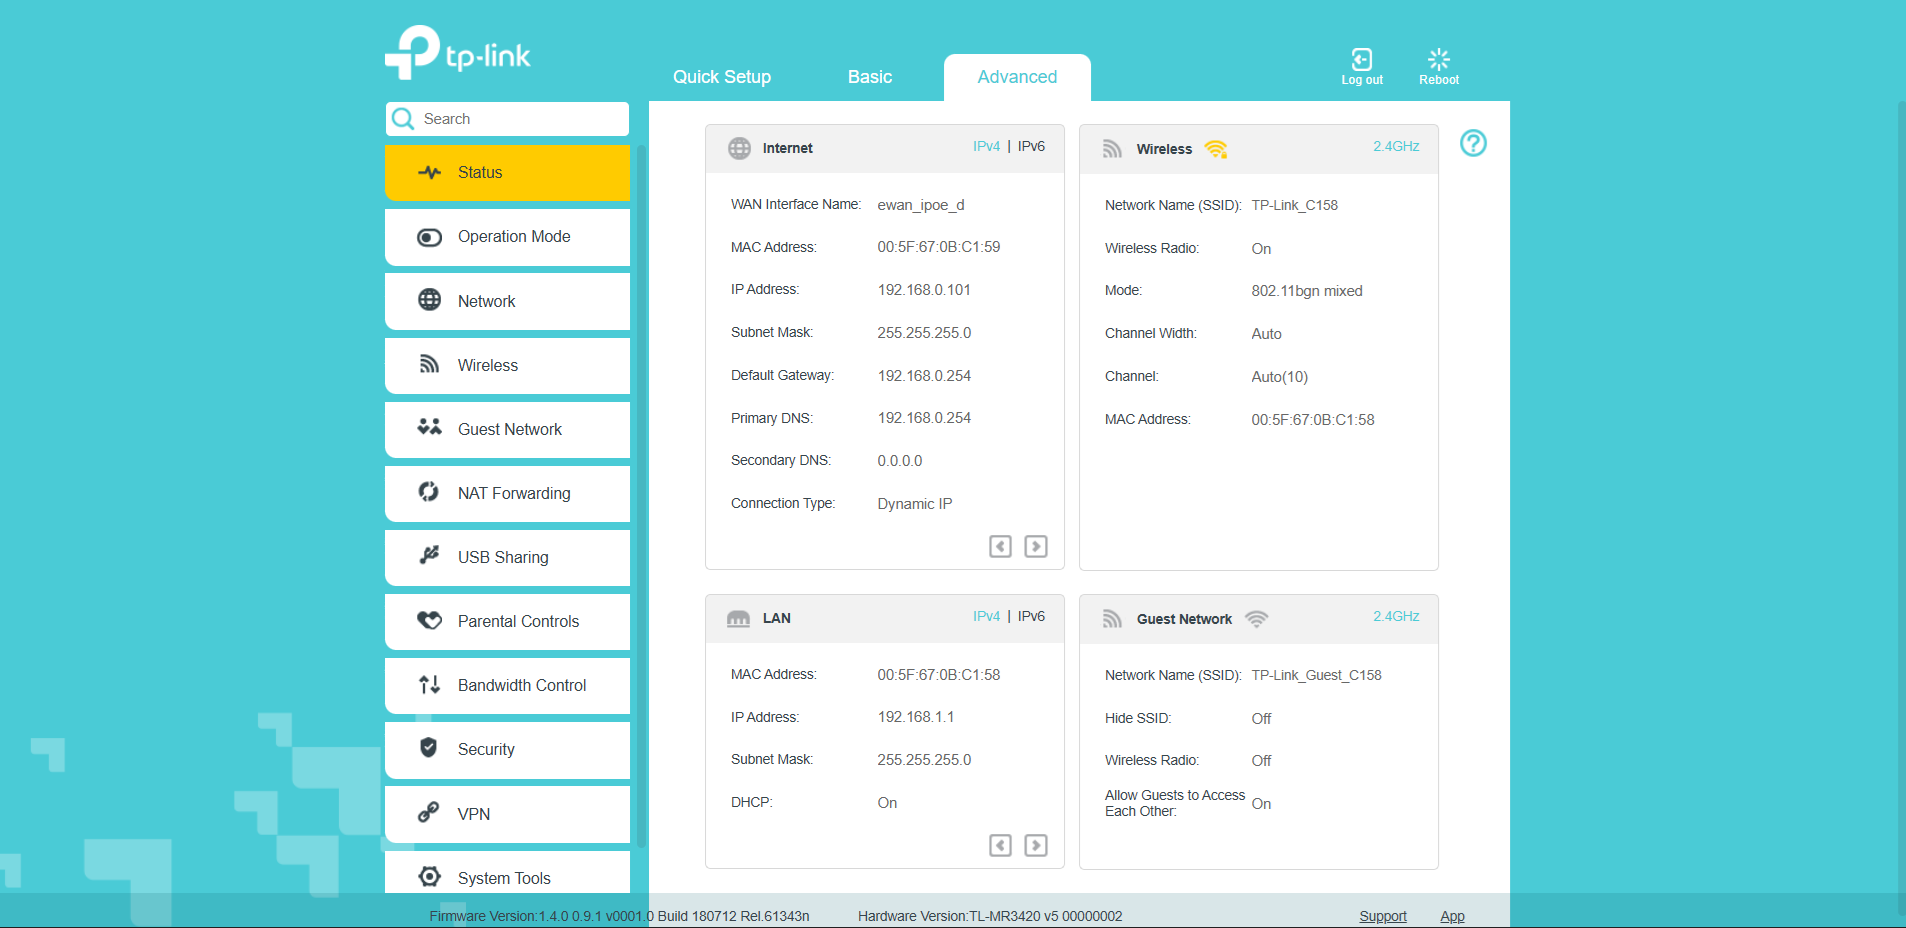 tp-link
Quick Setup
Basic
Advanced
Log out
Reboot
Search
Status
Operation Mode
Network
Wireless
Guest Network
NAT Forwarding
USB Sharing
Parental Controls
Bandwidth Control
Security
VPN
System Tools
Internet IPv4 | IPv6
WAN Interface Name: ewan_ipoe_d
MAC Address: 00:5F:67:0B:C1:59
IP Address: 192.168.0.101
Subnet Mask: 255.255.255.0
Default Gateway: 192.168.0.254
Primary DNS: 192.168.0.254
Secondary DNS: 0.0.0.0
Connection Type: Dynamic IP
Wireless 2.4GHz
Network Name (SSID): TP-Link_C158
Wireless Radio: On
Mode: 802.11bgn mixed
Channel Width: Auto
Channel: Auto(10)
MAC Address: 00:5F:67:0B:C1:58
LAN IPv4 | IPv6
MAC Address: 00:5F:67:0B:C1:58
IP Address: 192.168.1.1
Subnet Mask: 255.255.255.0
DHCP: On
Guest Network 2.4GHz
Network Name (SSID): TP-Link_Guest_C158
Hide SSID: Off
Wireless Radio: Off
Allow Guests to Access
Each Other: On
Firmware Version:1.4.0 0.9.1 v0001.0 Build 180712 Rel.61343n Hardware Version:TL-MR3420 v5 00000002 Support App